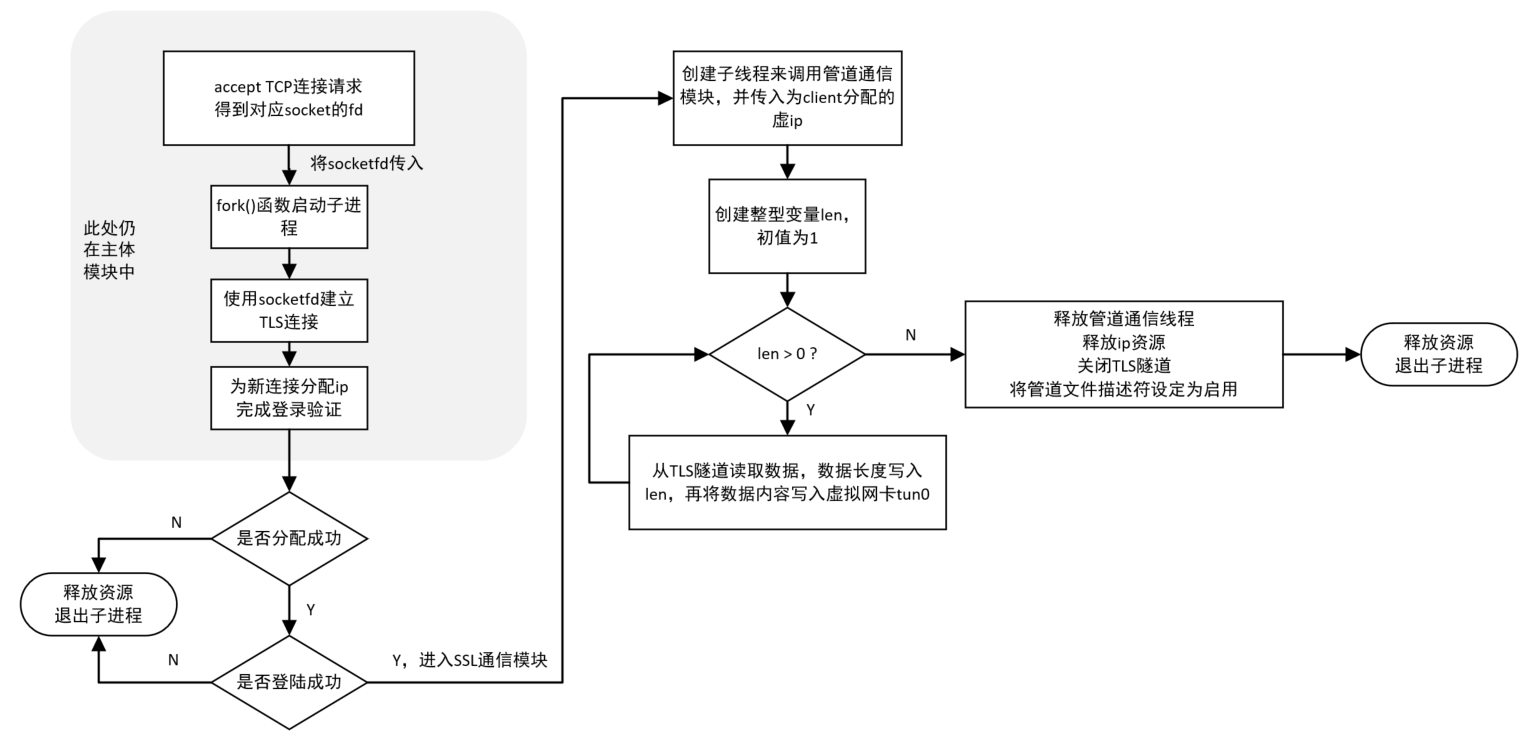 accept TCP连接请求
得到对应socket的fd
将socketfd传入
fork()函数启动子进
程
此处仍
在主体
模块中
使用socketfd建立
TLS连接
为新连接分配ip
完成登录验证
是否分配成功
N
释放资源
退出子进程
Y
N
是否登陆成功
Y，进入SSL通信模块
创建子线程来调用管道通信
模块，并传入为client分配的
虚ip
创建整型变量len，
初值为1
len > 0 ?
N
Y
从TLS隧道读取数据，数据长度写入
len，再将数据内容写入虚拟网卡tun0
释放管道通信线程
释放ip资源
关闭TLS隧道
将管道文件描述符设定为启用
释放资源
退出子进程